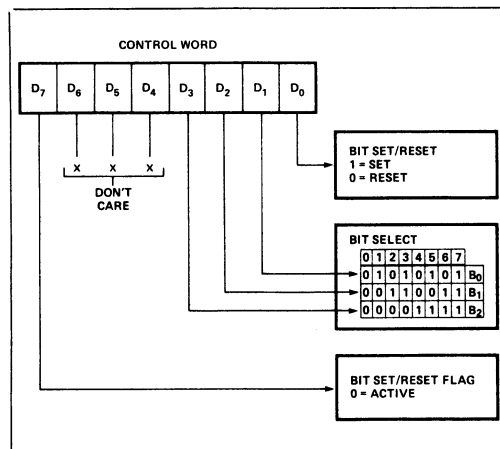 CONTROL WORD
D7 D6 D5 D4 D3 D2 D1 D0
X X X
DON'T
CARE
BIT SET/RESET
1 = SET
0 = RESET
BIT SELECT
0 1 2 3 4 5 6 7
0 1 0 1 0 1 0 1 B0
0 0 1 1 0 0 1 1 B1
0 0 0 0 1 1 1 1 B2
BIT SET/RESET FLAG
0 = ACTIVE